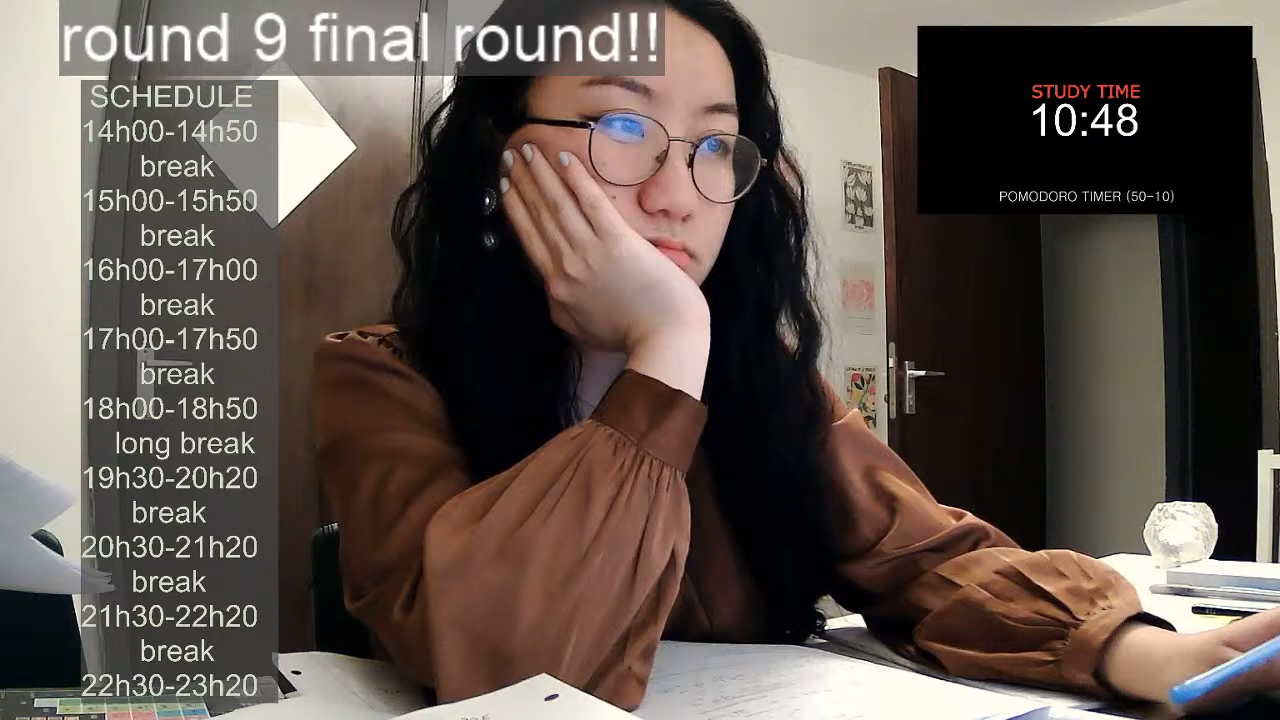 round 9 final round!!
SCHEDULE
14h00-14h50
break
15h00-15h50
break
16h00-17h00
break
17h00-17h50
break
18h00-18h50
long break
19h30-20h20
break
20h30-21h20
break
21h30-22h20
break
22h30-23h20
STUDY TIME
10:48
POMODORO TIMER (50-10)